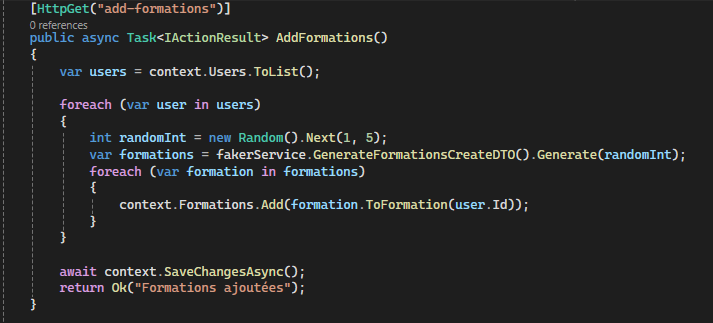 [HttpGet("add-formations")]
0 references
public async Task<IActionResult> AddFormations()
{
var users = context.Users.ToList();
foreach (var user in users)
{
int randomInt = new Random().Next(1, 5);
var formations = fakerService.GenerateFormationsCreateDTO().Generate(randomInt);
foreach (var formation in formations)
{
context.Formations.Add(formation.ToFormation(user.Id));
}
}
await context.SaveChangesAsync();
return Ok("Formations ajoutées");
}